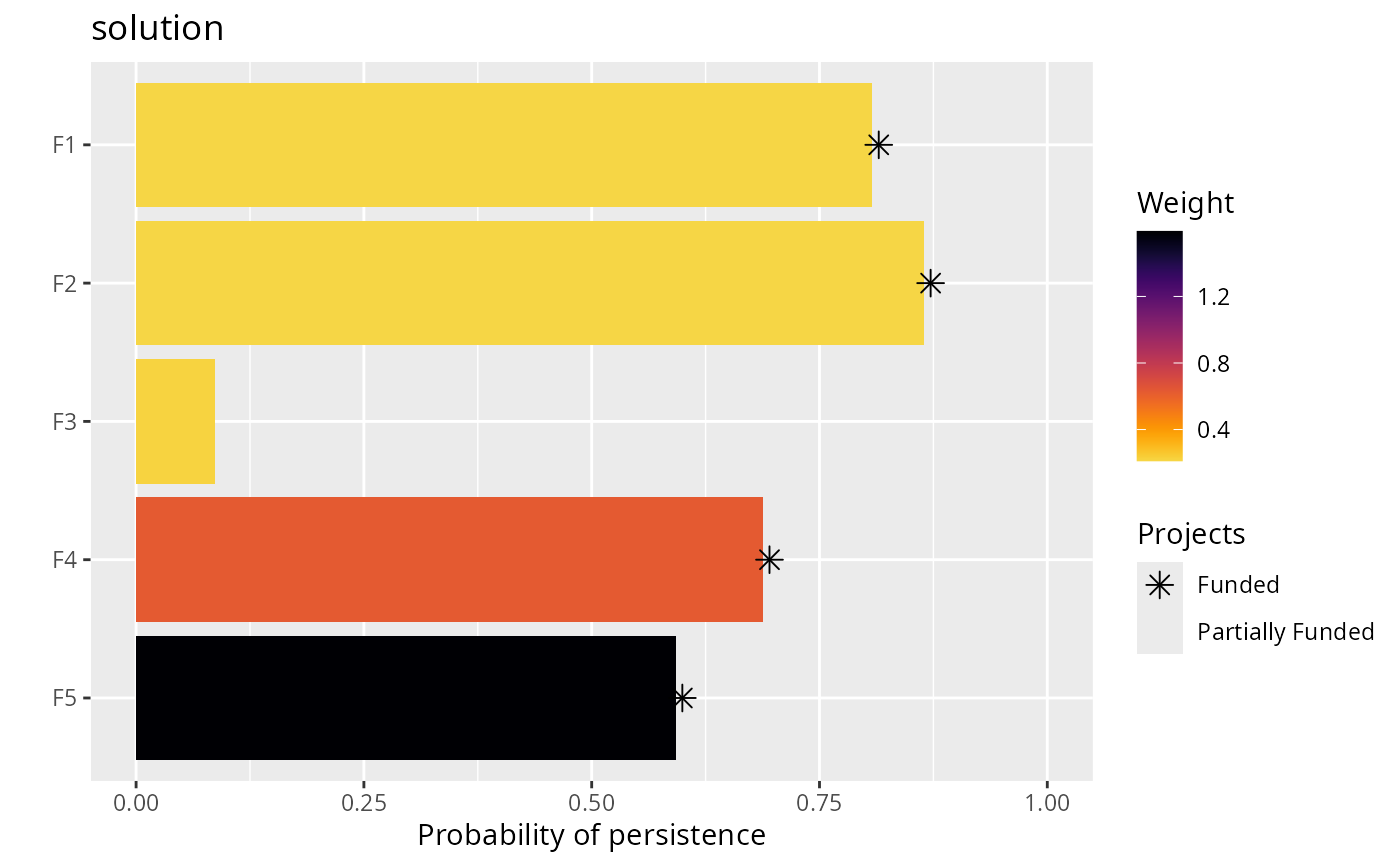 solution
F1
F2
F3
F4
F5
0.00 0.25 0.50 0.75 1.00
Probability of persistence
Weight
1.2
0.8
0.4
Projects
Funded
Partially Funded